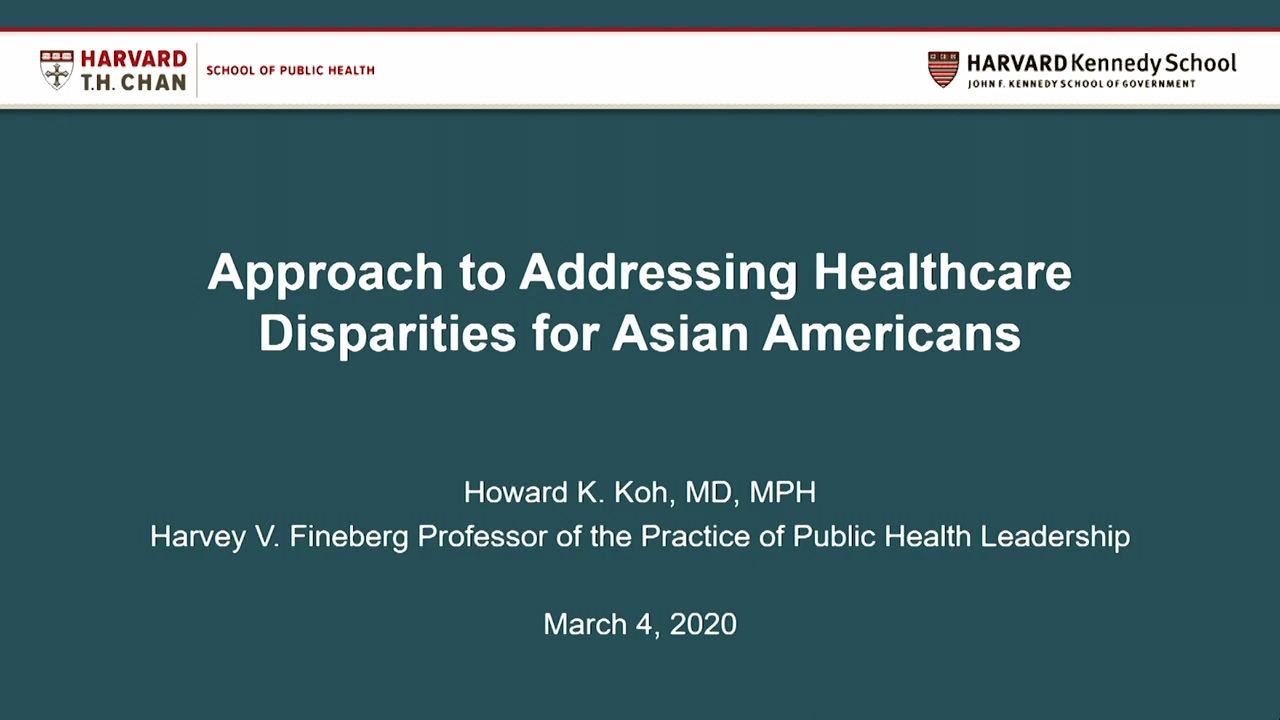 HARVARD
T.H. CHAN
SCHOOL OF PUBLIC HEALTH
HARVARD Kennedy School
JOHN F. KENNEDY SCHOOL OF GOVERNMENT
Approach to Addressing Healthcare
Disparities for Asian Americans
Howard K. Koh, MD, MPH
Harvey V. Fineberg Professor of the Practice of Public Health Leadership
March 4, 2020